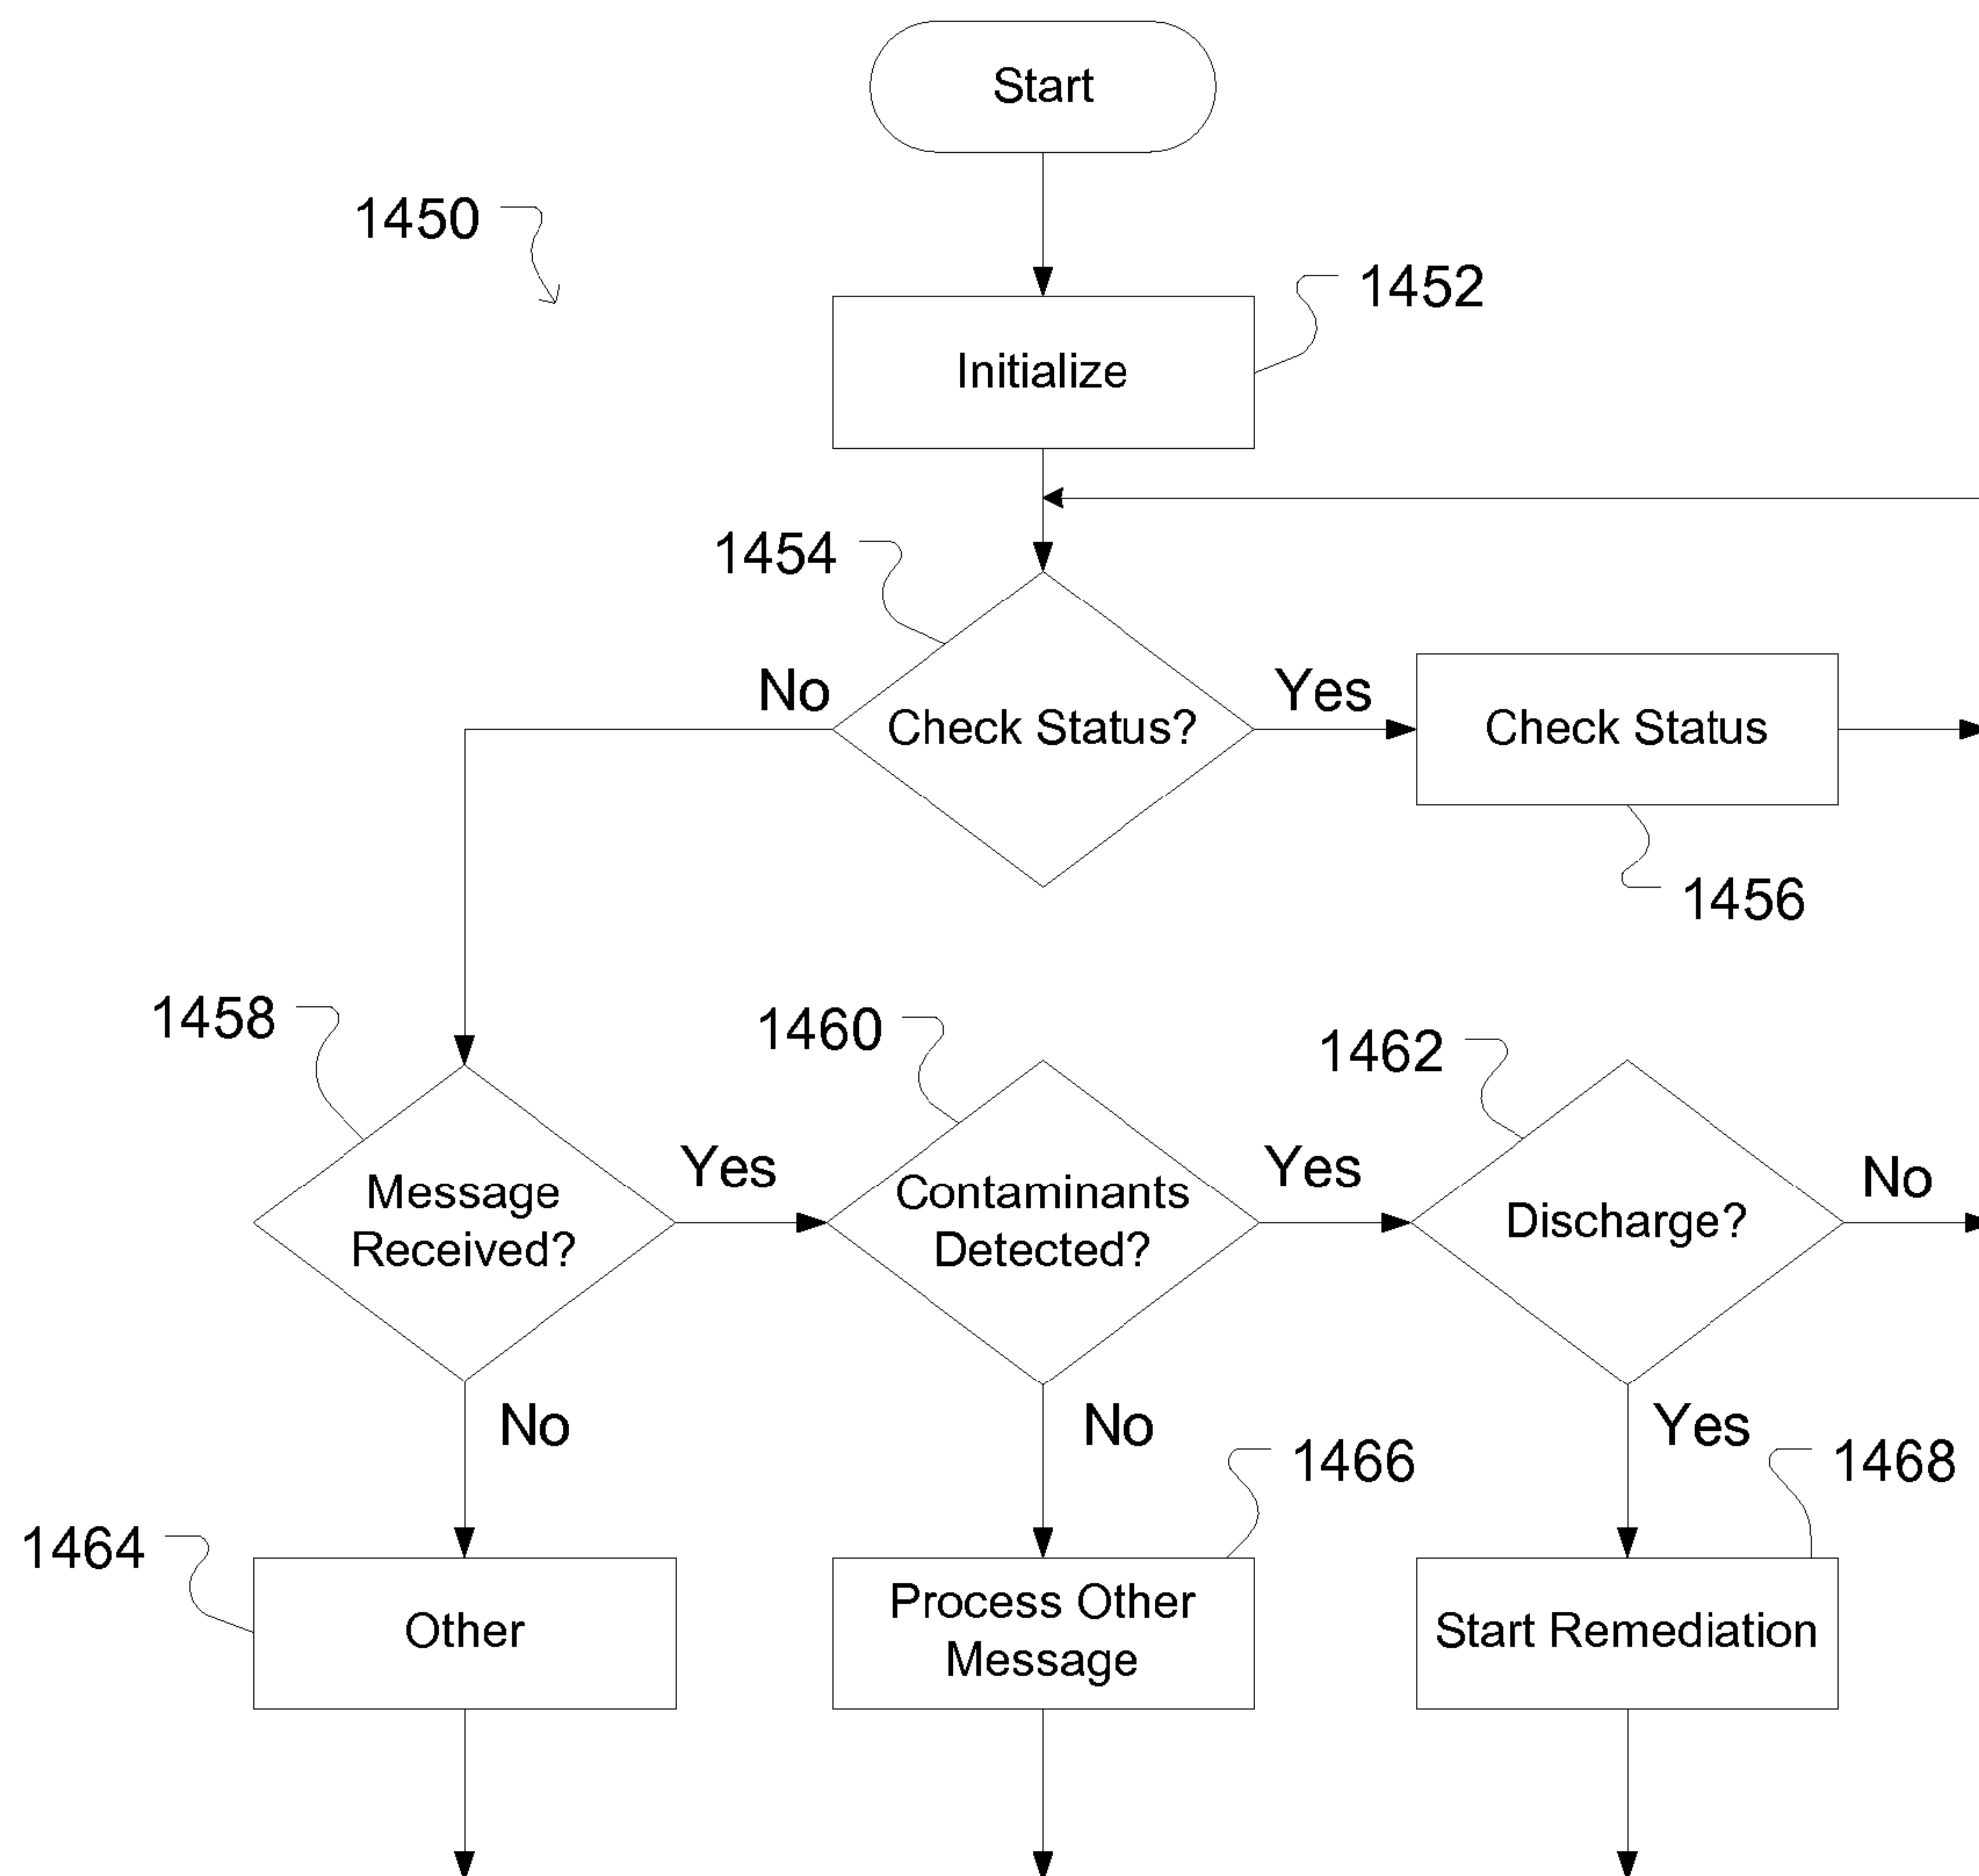 Start
1450
1452
Initialize
1454
No
Yes
Check Status?
Check Status
1456
1458
1460
1462
Yes
Yes
No
Message
Received?
Contaminants
Detected?
Discharge?
No
No
Yes
1464
1466
1468
Other
Process Other
Message
Start Remediation